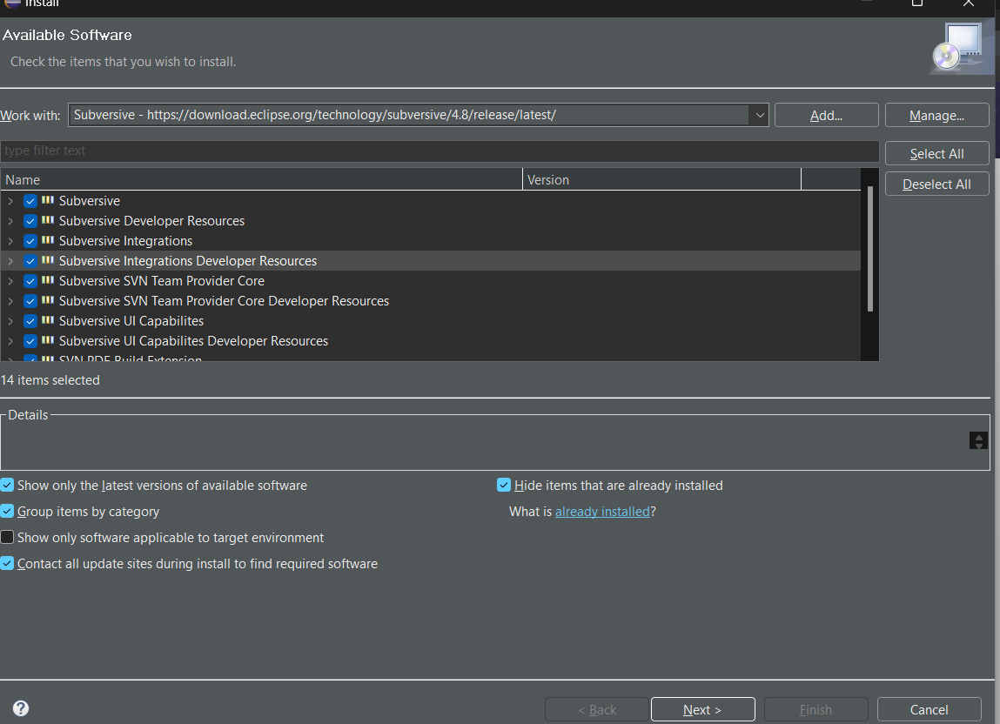 Install
Available Software
Check the items that you wish to install.
Work with: Subversive - https://download.eclipse.org/technology/subversive/4.8/release/latest/ Add... Manage...
type filter text Select All
Name Version Deselect All
Subversive
Subversive Developer Resources
Subversive Integrations
Subversive Integrations Developer Resources
Subversive SVN Team Provider Core
Subversive SVN Team Provider Core Developer Resources
Subversive UI Capabilites
Subversive UI Capabilites Developer Resources
SVN PDE Build Extension
14 items selected
Details
Show only the latest versions of available software Hide items that are already installed
Group items by category What is already installed?
Show only software applicable to target environment
Contact all update sites during install to find required software
? < Back Next > Finish Cancel